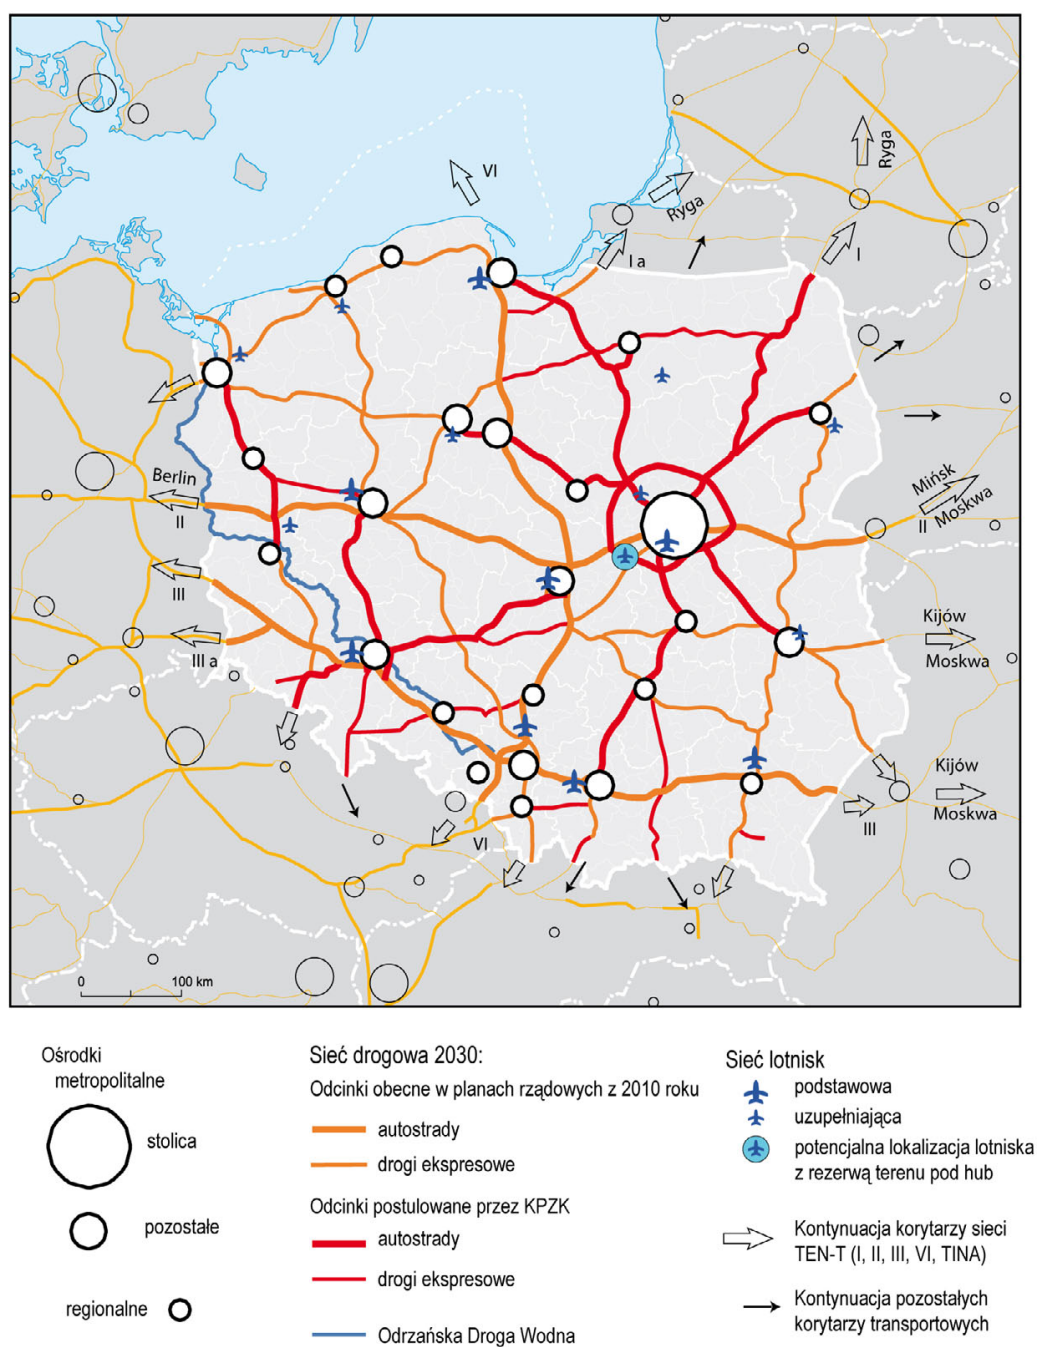 VI
Ryga
Ryga
I a
I
Berlin
II
Mińsk
II
Moskwa
III
III a
Kijów
Moskwa
Kijów
Moskwa
III
VI
0
100 km
Ośrodki
metropolitalne
stolica
pozostałe
regionalne
Sieć drogowa 2030:
Odcinki obecne w planach rządowych z 2010 roku
autostrady
drogi ekspresowe
Odcinki postulowane przez KPZK
autostrady
drogi ekspresowe
Odrzańska Droga Wodna
Sieć lotnisk
podstawowa
uzupełniająca
potencjalna lokalizacja lotniska
z rezerwą terenu pod hub
Kontynuacja korytarzy sieci
TEN-T (I, II, III, VI, TINA)
Kontynuacja pozostałych
korytarzy transportowych